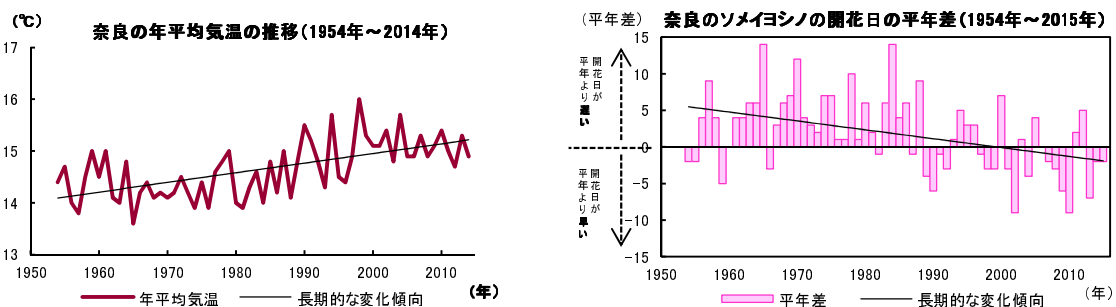 (℃)
奈良の年平均気温の推移(1954年～2014年)
17
16
15
14
13
1950
1960
1970
1980
1990
2000
2010
(年)
年平均気温
長期的な変化傾向
(平年差)
奈良のソメイヨシノの開花日の平年差(1954年～2015年)
15
10
5
0
−5
−10
−15
開花日が
平年より遅い
開花日が
平年より早い
1950
1960
1970
1980
1990
2000
2010
(年)
平年差
長期的な変化傾向